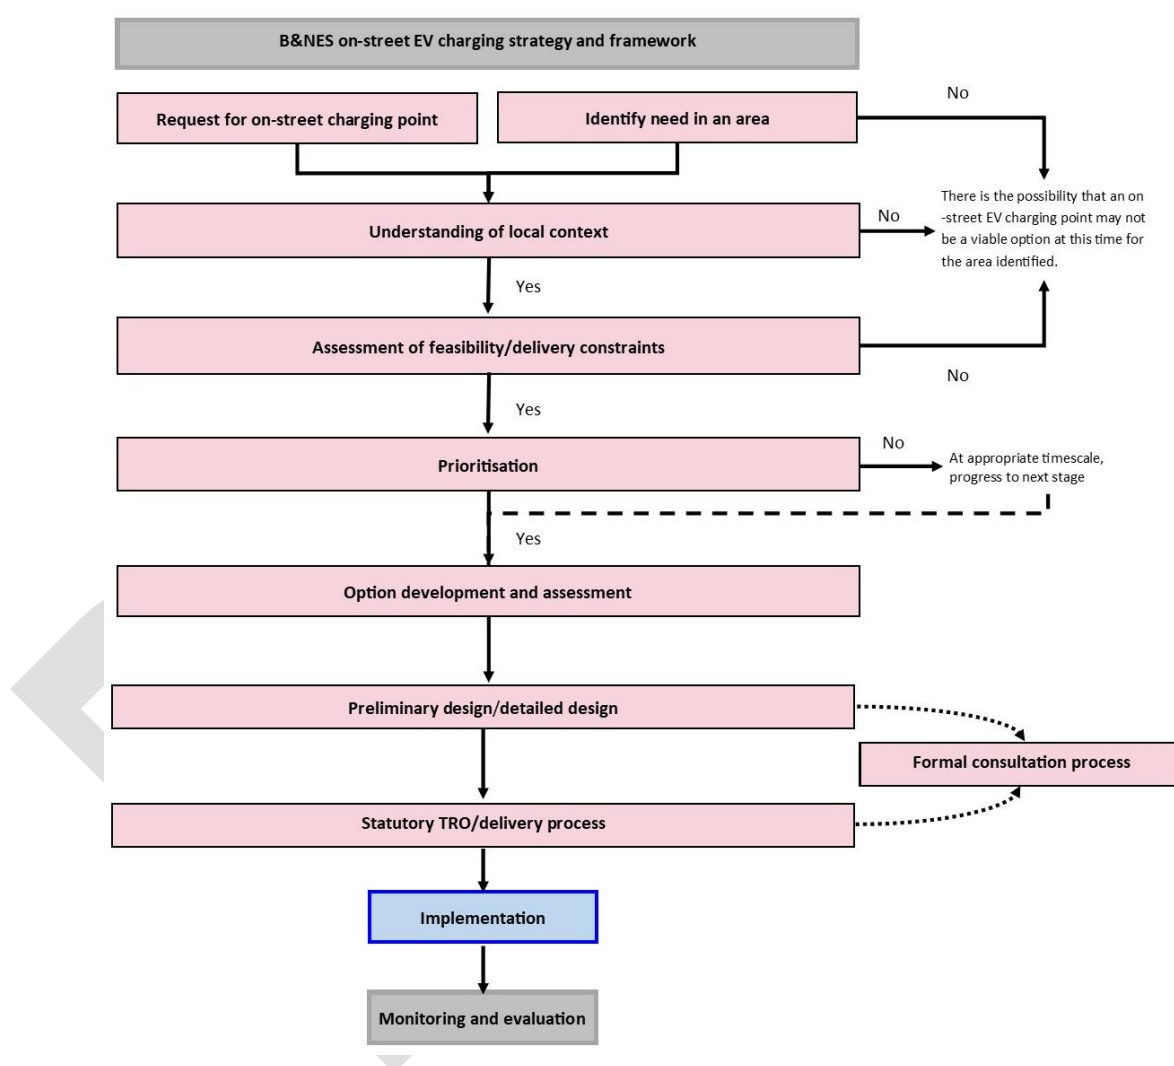 B&NES on-street EV charging strategy and framework
No
Request for on-street charging point
Identify need in an area
There is the possibility that an on
-street EV charging point may not
be a viable option at this time for
the area identified.
No
Understanding of local context
Yes
Assessment of feasibility/delivery constraints
No
Yes
No
Prioritisation
At appropriate timescale,
progress to next stage
Yes
Option development and assessment
Preliminary design/detailed design
Formal consultation process
Statutory TRO/delivery process
Implementation
Monitoring and evaluation